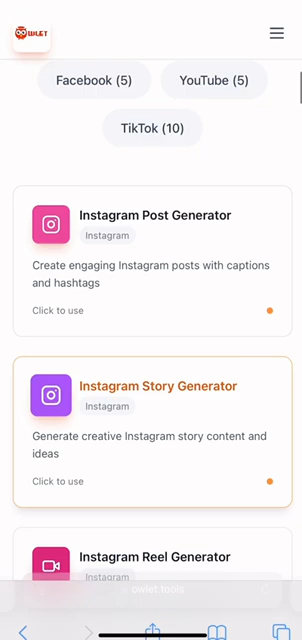 OWLET
Facebook (5)
YouTube (5)
TikTok (10)
Instagram Post Generator
Instagram
Create engaging Instagram posts with captions
and hashtags
Click to use
Instagram Story Generator
Instagram
Generate creative Instagram story content and
ideas
Click to use
Instagram Reel Generator
Instagram
owlet.tools